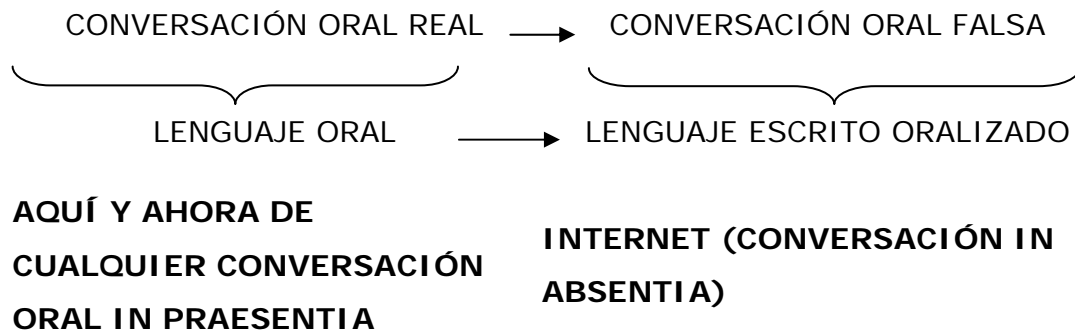 CONVERSACIÓN ORAL REAL CONVERSACIÓN ORAL FALSA
LENGUAJE ORAL LENGUAJE ESCRITO ORALIZADO
AQUÍ Y AHORA DE
CUALQUIER CONVERSACIÓN
ORAL IN PRAESENTIA
INTERNET (CONVERSACIÓN IN
ABSENTIA)